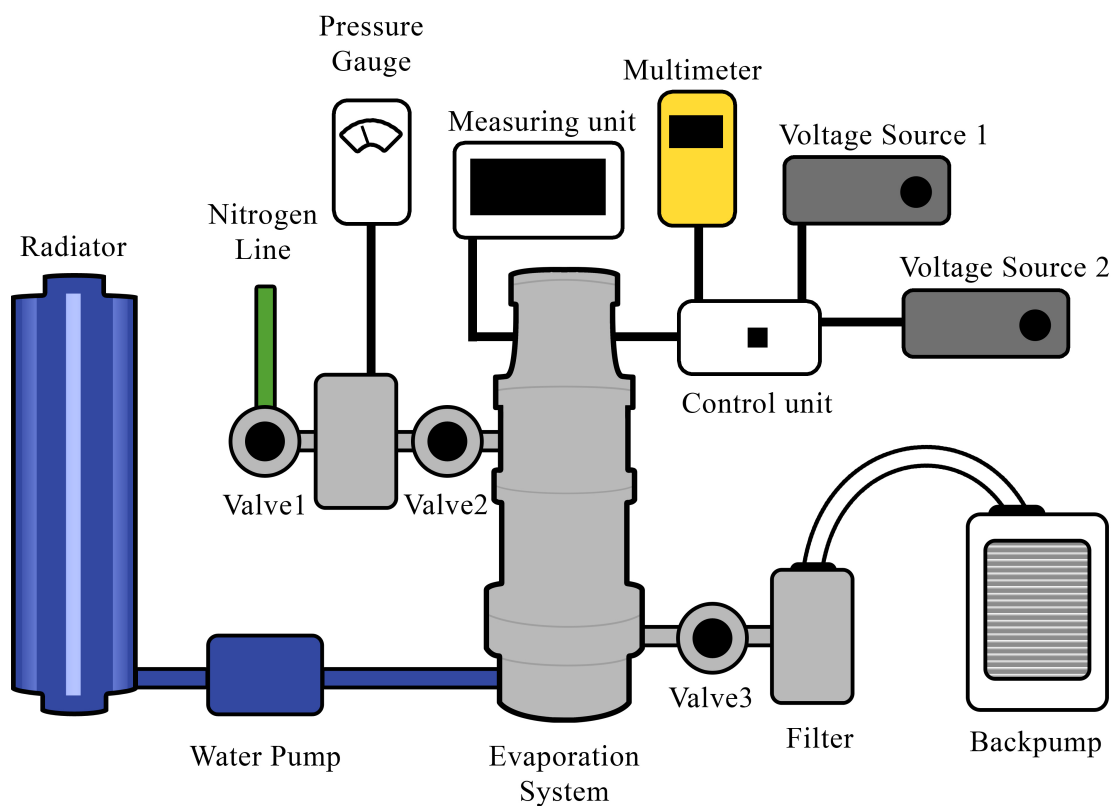 Pressure
Gauge
Multimeter
Measuring unit
Voltage Source 1
Nitrogen
Line
Radiator
Voltage Source 2
Control unit
Valve1
Valve2
Valve3
Filter
Backpump
Water Pump
Evaporation
System